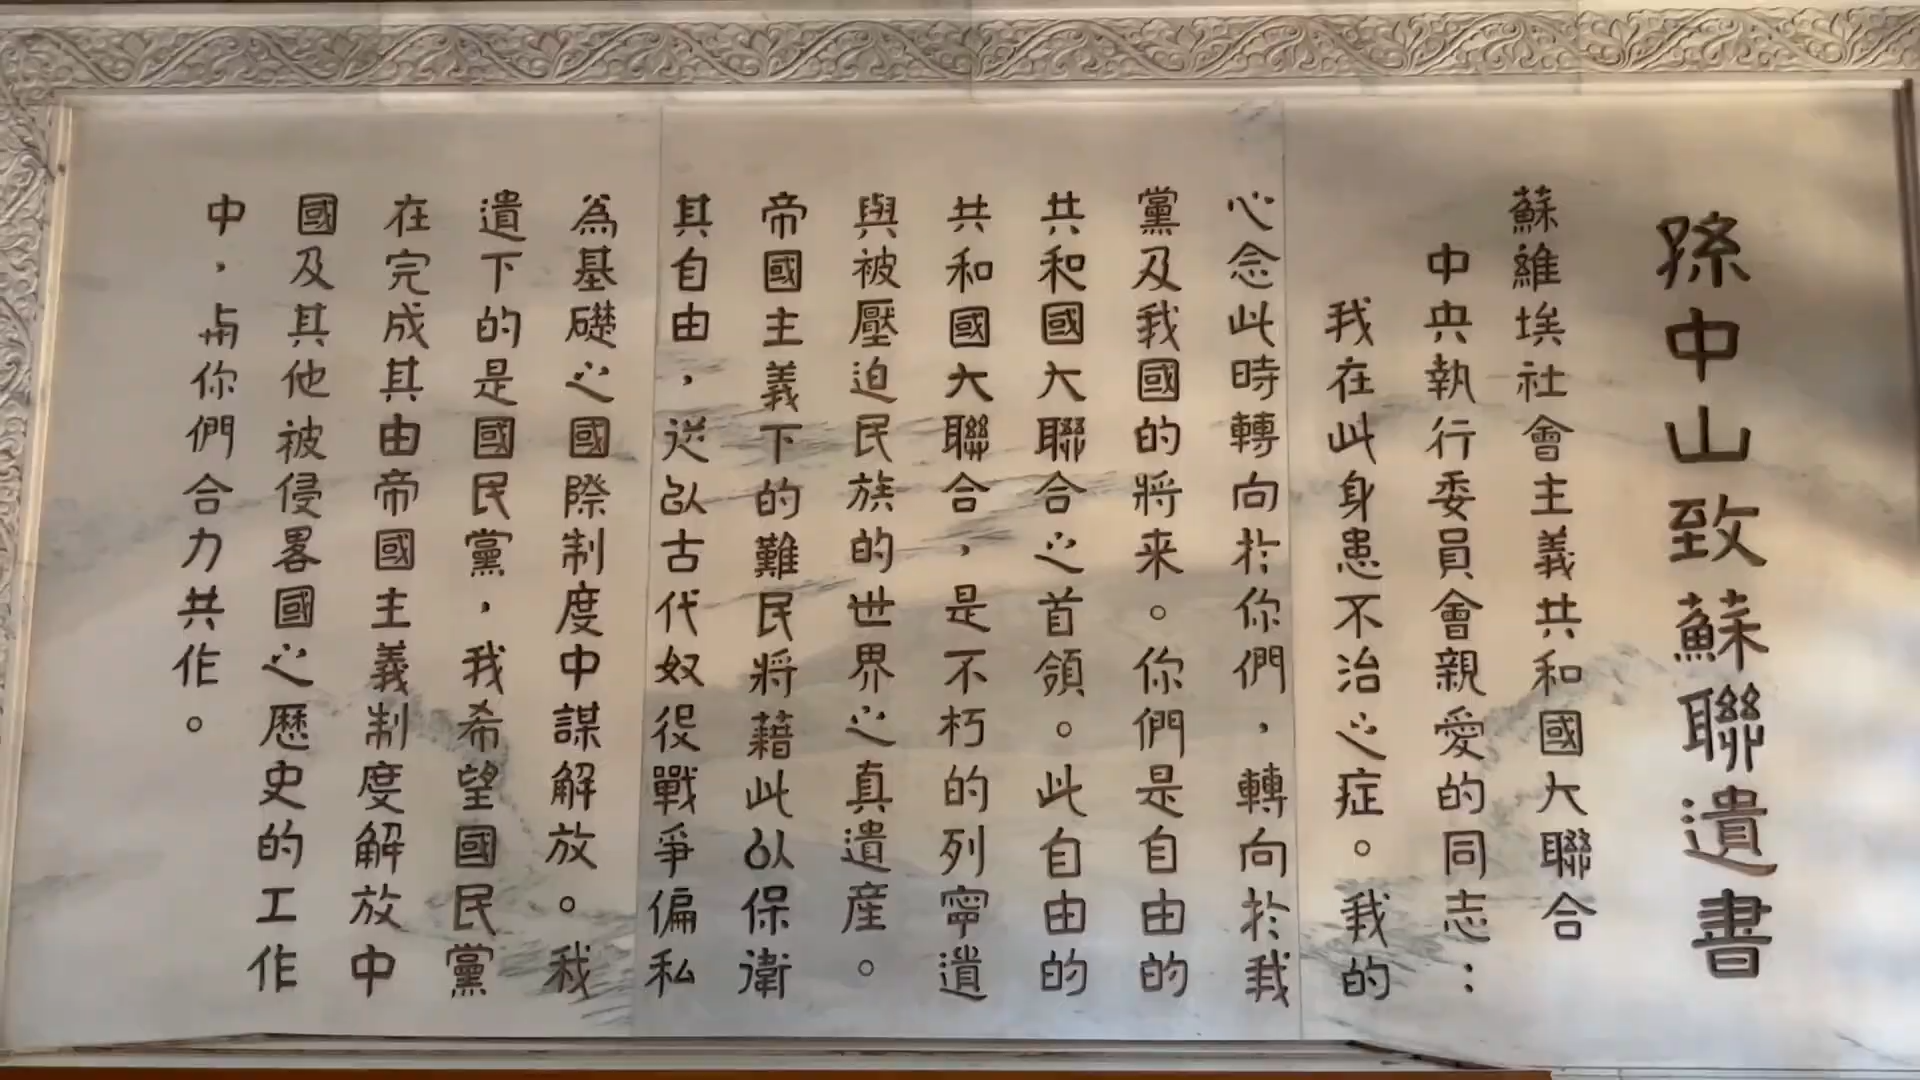 孫中山致蘇聯遺書
蘇維埃社會主義共和國大聯合
中央執行委員會親愛的同志：
我在此身患不治之症。我的
心念此時轉向於你們，轉向於我
黨及我國的將来。你們是自由的
共和國大聯合之首領。此自由的
共和國大聯合，是不朽的列寧遺
與被壓迫民族的世界之真遺産。
帝國主義下的難民將藉此以保衛
其自由，従以古代奴役戰爭偏私
為基礎之國際制度中謀解放。我
遺下的是國民黨，我希望國民黨
在完成其由帝國主義制度解放中
國及其他被侵畧國之歷史的工作
中，与你們合力共作。